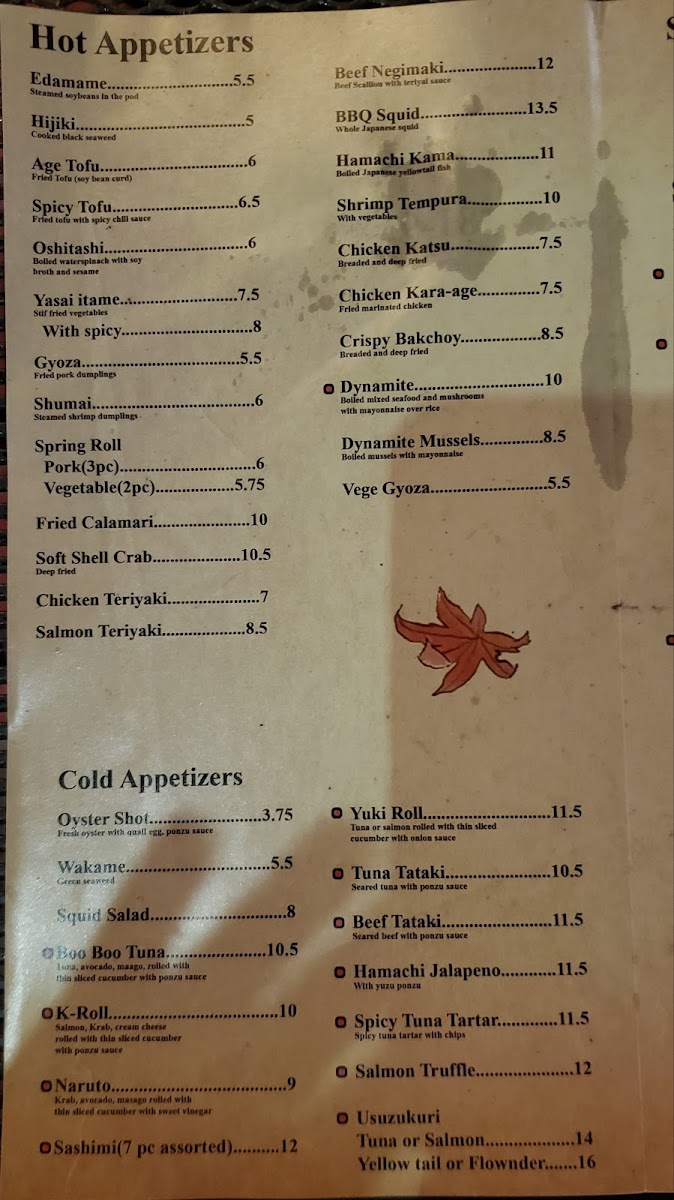 Hot Appetizers
Edamame..............................5.5
Steamed soybeans in the pod
Hijiki........................................5
Cooked black seaweed
Age Tofu...................................6
Fried Tofu (soy bean curd)
Spicy Tofu..............................6.5
Fried tofu with spicy chili sauce
Oshitashi..................................6
Boiled waterspinach with soy
broth and sesame
Yasai itame............................7.5
Stif fried vegetables
With spicy...............................8
Gyoza.....................................5.5
Fried pork dumplings
Shumai.......................................6
Steamed shrimp dumplings
Spring Roll
Pork(3pc).................................6
Vegetable(2pc)...................5.75
Fried Calamari.......................10
Soft Shell Crab.....................10.5
Deep fried
Chicken Teriyaki......................7
Salmon Teriyaki....................8.5
Beef Negimaki......................12
Beef Scallion with teriyai sauce
BBQ Squid.........................13.5
Whole Japanese squid
Hamachi Kama....................11
Boiled Japanese yellowtail fish
Shrimp Tempura..................10
With vegetables
Chicken Katsu.....................7.5
Breaded and deep fried
Chicken Kara-age...............7.5
Fried marinated chicken
Crispy Bakchoy...................8.5
Breaded and deep fried
Dynamite...............................10
Boiled mixed seafood and mushrooms
with mayonnaise over rice
Dynamite Mussels...............8.5
Boiled mussels with mayonnaise
Vege Gyoza............................5.5
Cold Appetizers
Oyster Shot...........................3.75
Fresh oyster with quail egg, ponzu sauce
Wakame..................................5.5
Green seaweed
Squid Salad................................8
Boo Boo Tuna.......................10.5
Tuna, avocado, masgo, rolled with
thin sliced cucumber with ponzu sauce
K-Roll.......................................10
Salmon, Krab, cream cheese
rolled with thin sliced cucumber
with ponzu sauce
Naruto.........................................9
Krab, avocado, masago rolled with
thin sliced cucumber with sweet vinegar
Sashimi(7 pc assorted)..........12
Yuki Roll..............................11.5
Tuna or salmon rolled with thin sliced
cucumber with onion sauce
Tuna Tataki.........................10.5
Seared tuna with ponzu sauce
Beef Tataki...........................11.5
Seared beef with ponzu sauce
Hamachi Jalapeno............11.5
With yuzu ponzu
Spicy Tuna Tartar.............11.5
Spicy tuna tartar with chips
Salmon Truffle......................12
Usuzukuri
Tuna or Salmon....................14
Yellow tail or Flownder.......16